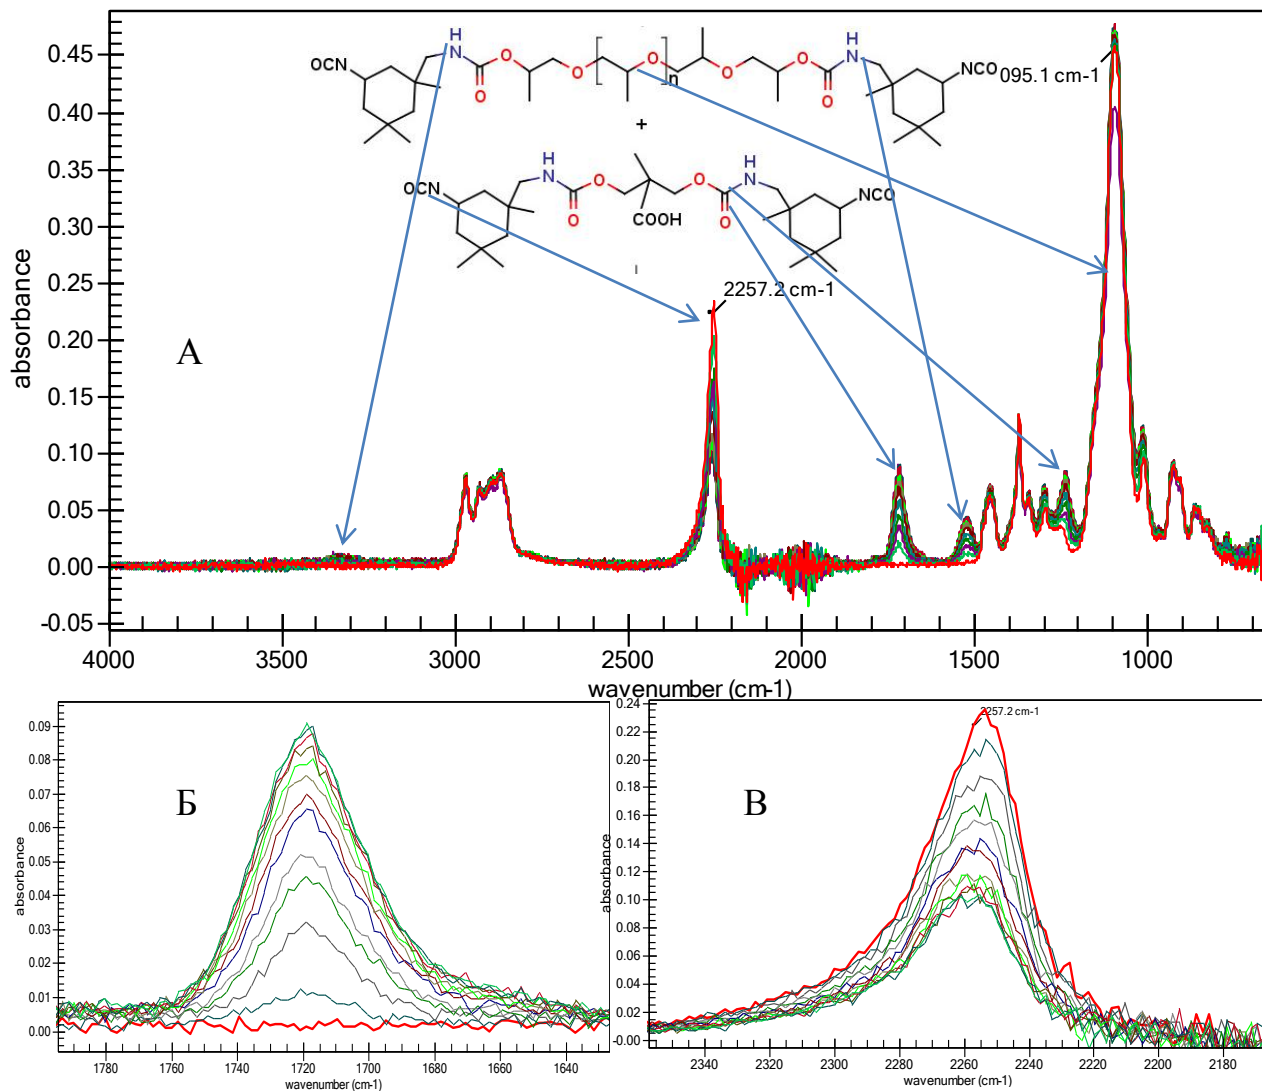 H
N
O
O
O
O
n
O
O
O
H
N
OCN
NCO
095.1 cm-1
+
H
N
O
O
COOH
O
O
H
N
OCN
NCO
2257.2 cm-1
А
absorbance
0.45
0.40
0.35
0.30
0.25
0.20
0.15
0.10
0.05
0.00
-0.05
4000 3500 3000 2500 2000 1500 1000
wavenumber (cm-1)
Б
absorbance
0.09
0.08
0.07
0.06
0.05
0.04
0.03
0.02
0.01
0.00
1780 1760 1740 1720 1700 1680 1660 1640
wavenumber (cm-1)
2257.2 cm-1
В
absorbance
0.24
0.22
0.20
0.18
0.16
0.14
0.12
0.10
0.08
0.06
0.04
0.02
-0.00
2340 2320 2300 2280 2260 2240 2220 2200 2180
wavenumber (cm-1)